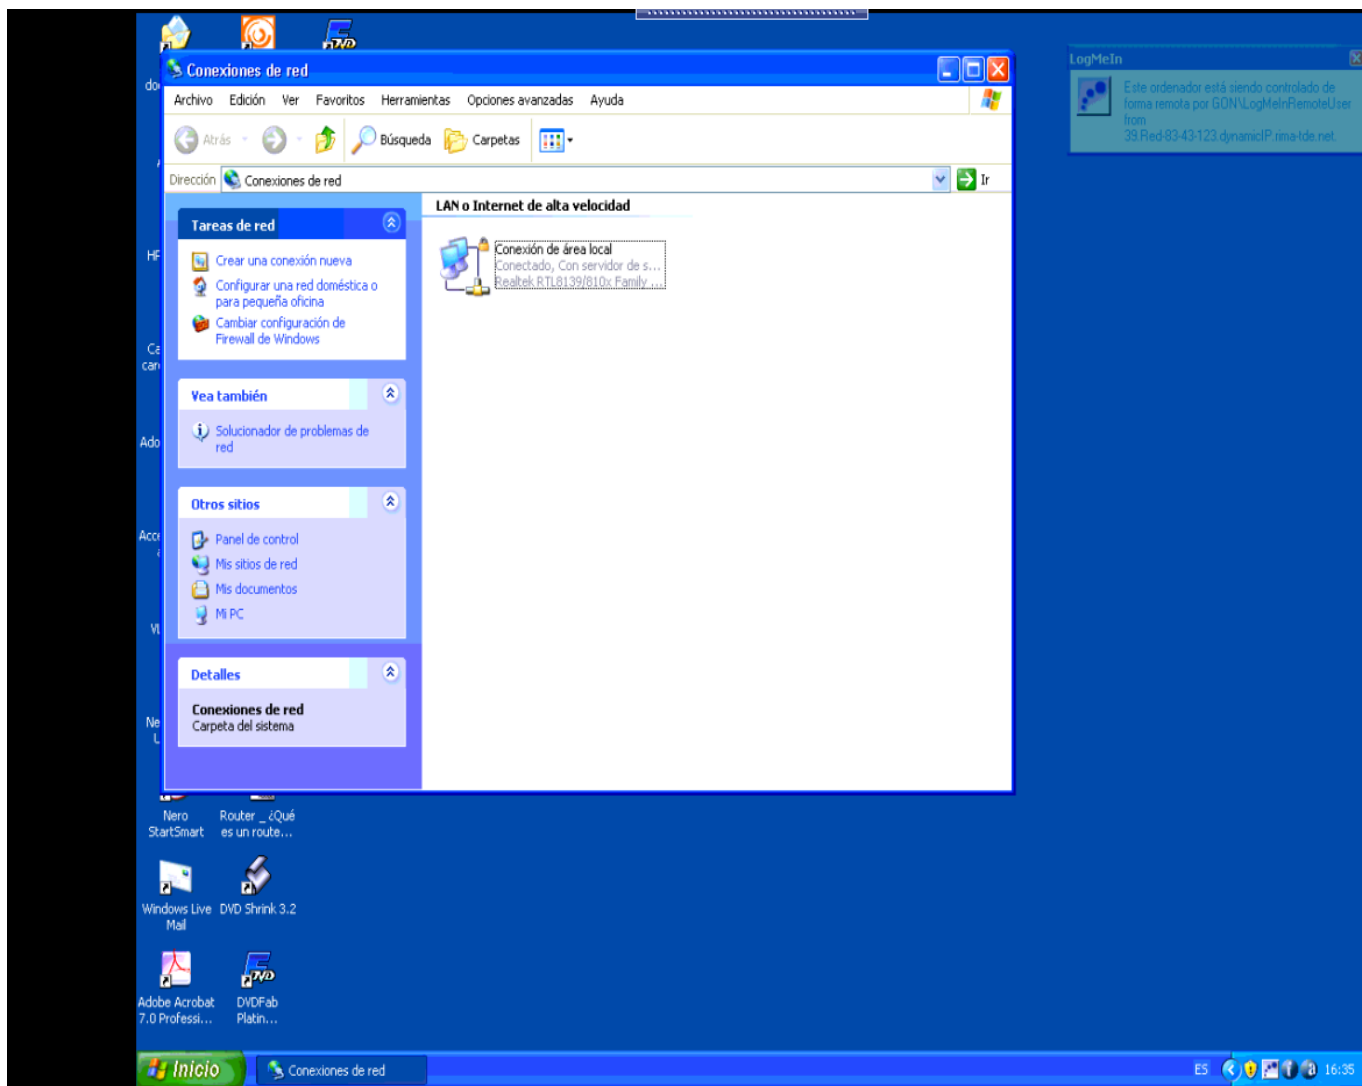 Conexiones de red
Archivo Edición Ver Favoritos Herramientas Opciones avanzadas Ayuda
Atrás Búsqueda Carpetas
Dirección Conexiones de red Ir
Tareas de red
Crear una conexión nueva
Configurar una red doméstica o
para pequeña oficina
Cambiar configuración de
Firewall de Windows
Vea también
Solucionador de problemas de
red
Otros sitios
Panel de control
Mis sitios de red
Mis documentos
Mi PC
Detalles
Conexiones de red
Carpeta del sistema
LAN o Internet de alta velocidad
Conexión de área local
Conectado, Con servidor de s...
Realtek RTL8139/810x Family ...
LogMeIn
Este ordenador está siendo controlado de
forma remota por GON\LogMeInRemoteUser
from
39.Red-83-43-123.dynamicIP.rima-tde.net.
DVD
Nero
StartSmart
Router _ ¿Qué
es un route...
Windows Live
Mail
DVD Shrink 3.2
Adobe Acrobat
7.0 Professi...
DVD
DVDFab
Platin...
Inicio
Conexiones de red
ES
16:35